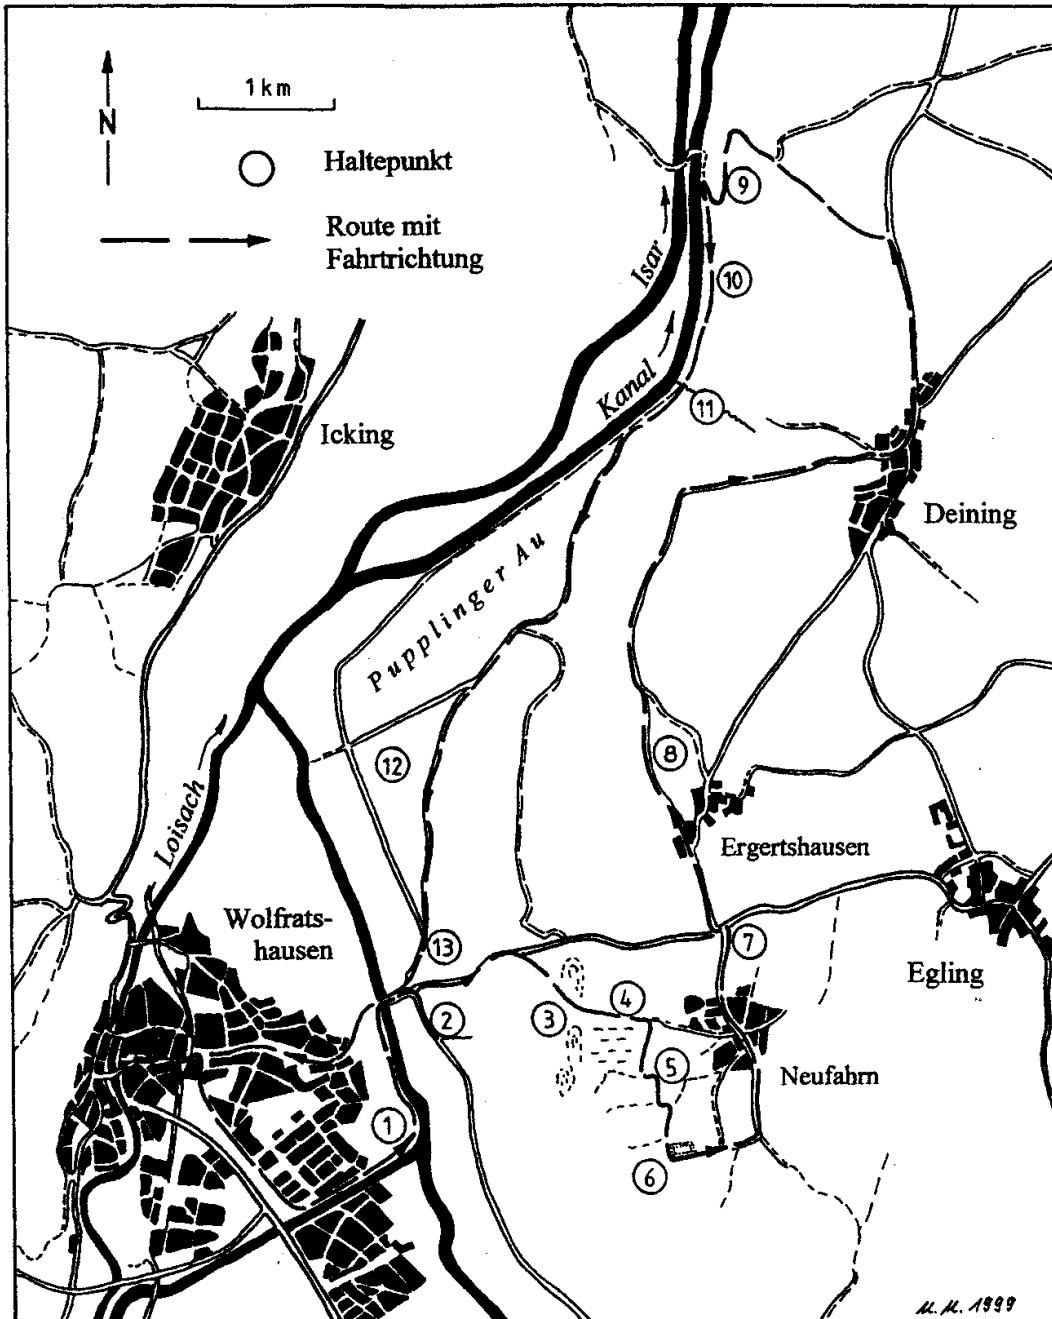 1 km
N
Haltepunkt
Route mit
Fahrtrichtung
9
Isar
10
Kanal
11
Icking
Deining
Pupplinger Au
8
12
Loisach
Ergertshausen
Wolfrats-
hausen
13
7
Egling
4
3
2
5
Neufahrn
1
6
M. M. 1999